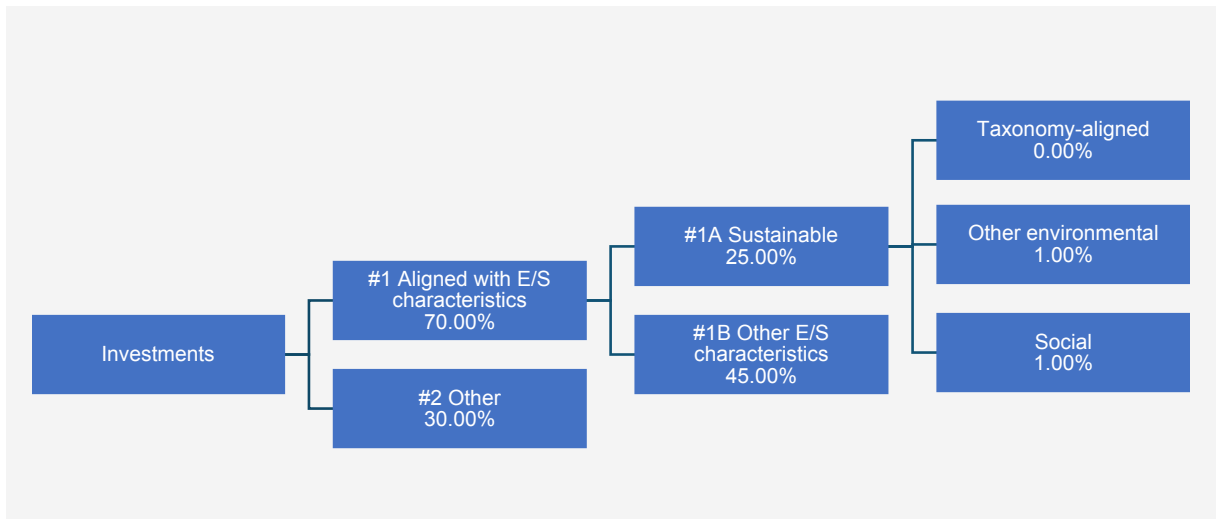 Investments
#1 Aligned with E/S
characteristics
70.00%
#2 Other
30.00%
#1A Sustainable
25.00%
#1B Other E/S
characteristics
45.00%
Taxonomy-aligned
0.00%
Other environmental
1.00%
Social
1.00%